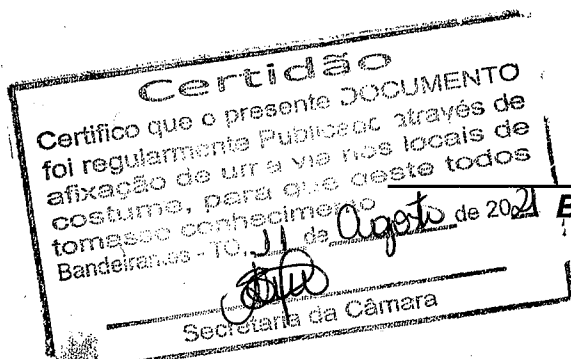 Certidão
Certifico que o presente DOCUMENTO
foi regularmente Publicado através de
afixação de uma via nos locais de
costume, para que deste todos
tomasse conhecimento
Bandeirantes - TO, 11 de Agosto de 2021
Secretaria da Câmara